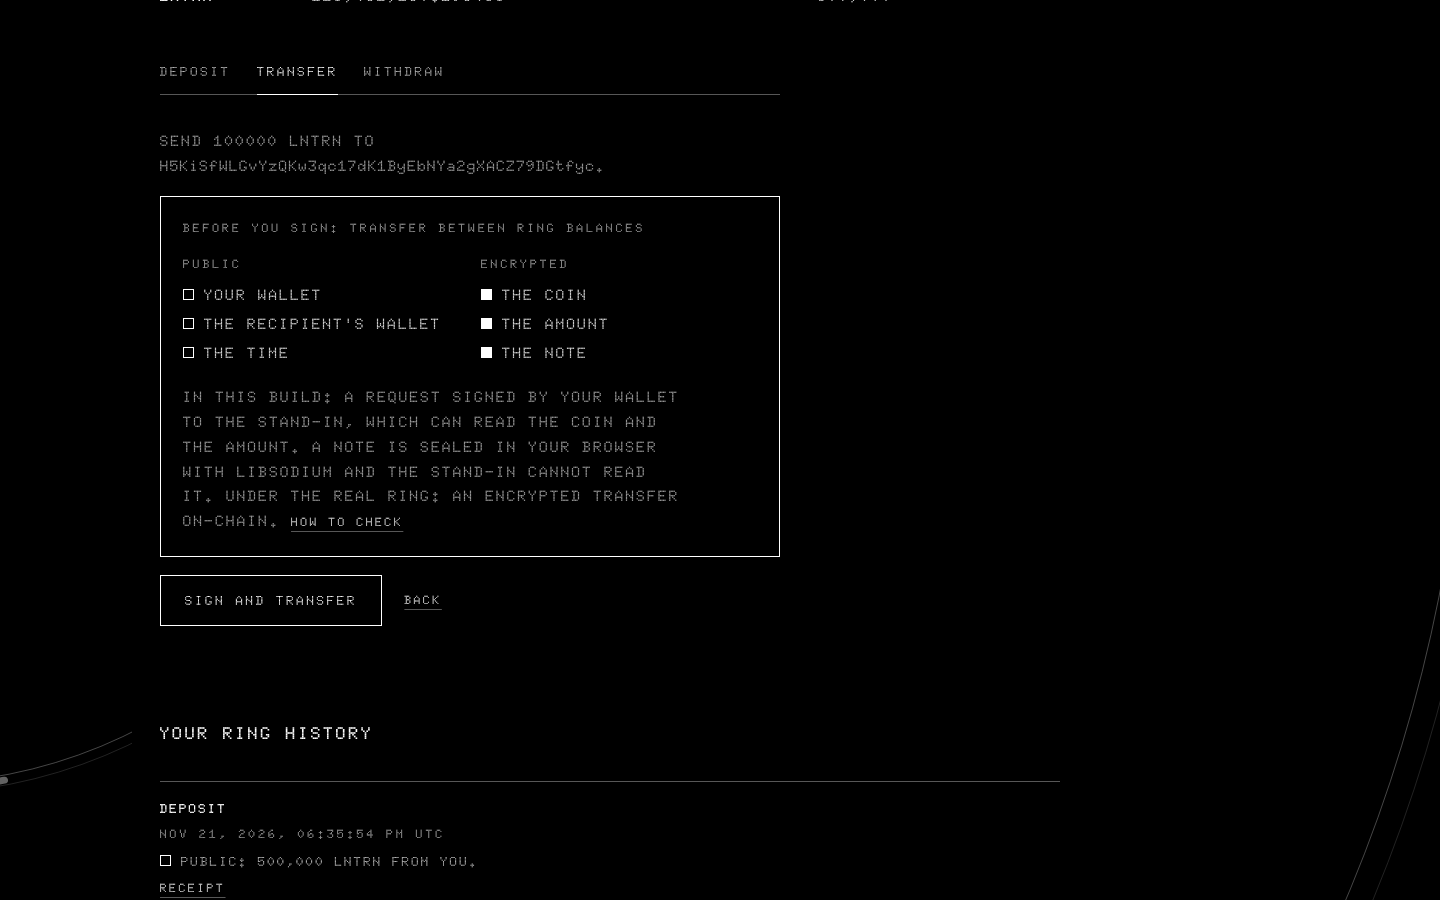 DEPOSIT TRANSFER WITHDRAW
SEND 100000 LNTRN TO
H5KiSfWLGvYzQKw3qc17dK1ByEbNYa2gXACZ79DGtfyc.
BEFORE YOU SIGN: TRANSFER BETWEEN RING BALANCES
PUBLIC ENCRYPTED
YOUR WALLET THE COIN
THE RECIPIENT'S WALLET THE AMOUNT
THE TIME THE NOTE
IN THIS BUILD: A REQUEST SIGNED BY YOUR WALLET
TO THE STAND-IN, WHICH CAN READ THE COIN AND
THE AMOUNT. A NOTE IS SEALED IN YOUR BROWSER
WITH LIBSODIUM AND THE STAND-IN CANNOT READ
IT. UNDER THE REAL RING: AN ENCRYPTED TRANSFER
ON-CHAIN. HOW TO CHECK
SIGN AND TRANSFER BACK
YOUR RING HISTORY
DEPOSIT
NOV 21, 2026, 06:35:54 PM UTC
PUBLIC: 500,000 LNTRN FROM YOU.
RECEIPT